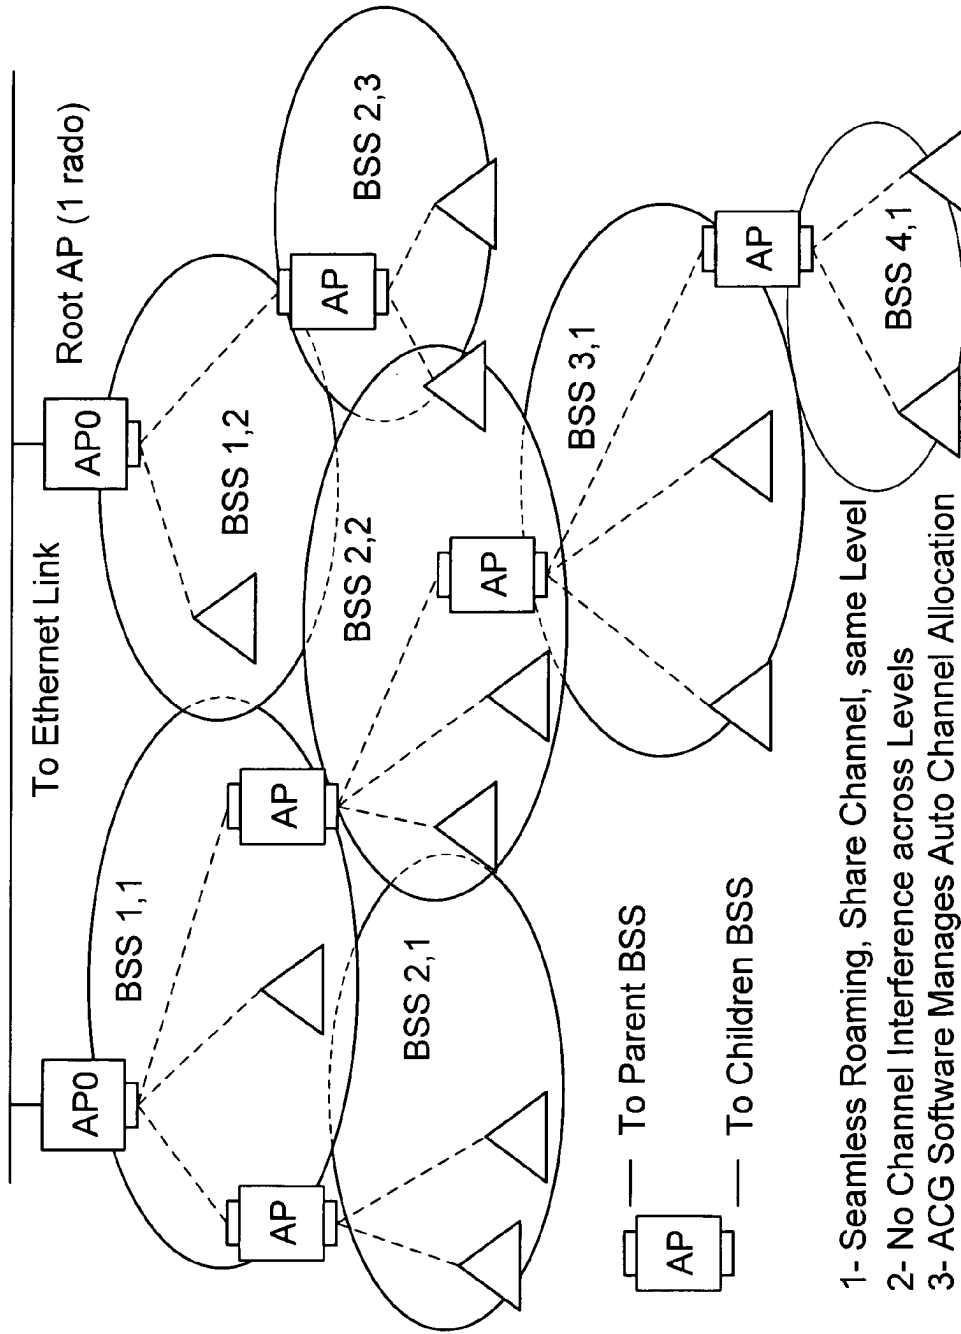 To Ethernet Link
Root AP (1 rado)
AP0
AP0
BSS 1,1
BSS 1,2
BSS 2,3
AP
AP
AP
BSS 2,1
BSS 2,2
AP
BSS 3,1
AP
BSS 4,1
AP
To Parent BSS
To Children BSS
1- Seamless Roaming, Share Channel, same Level
2- No Channel Interference across Levels
3- ACG Software Manages Auto Channel Allocation